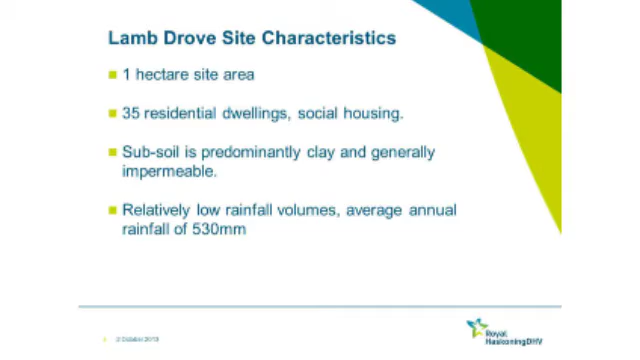 Lamb Drove Site Characteristics
1 hectare site area
35 residential dwellings, social housing.
Sub-soil is predominantly clay and generally
impermeable.
Relatively low rainfall volumes, average annual
rainfall of 530mm
2 October 2013
Royal
HaskoningDHV